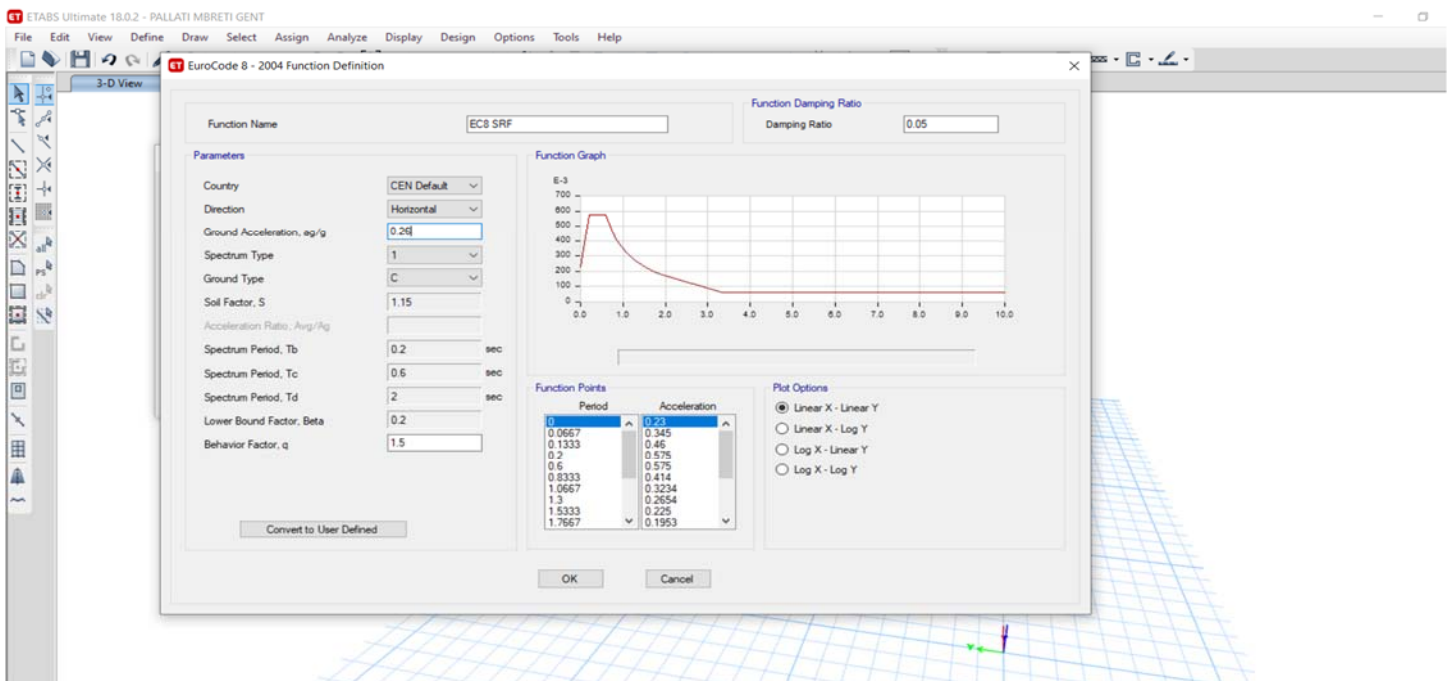 ET ETABS Ultimate 18.0.2 - PALLATI MBRETI GENT
File Edit View Define Draw Select Assign Analyze Display Design Options Tools Help
3-D View
ET EuroCode 8 - 2004 Function Definition
Function Name EC8 SRF
Function Damping Ratio
Damping Ratio 0.05
Parameters
Country CEN Default
Direction Horizontal
Ground Acceleration, ag/g 0.26
Spectrum Type 1
Ground Type C
Soil Factor, S 1.15
Acceleration Ratio, Avg/Ag
Spectrum Period, Tb 0.2 sec
Spectrum Period, Tc 0.6 sec
Spectrum Period, Td 2 sec
Lower Bound Factor, Beta 0.2
Behavior Factor, q 1.5
Convert to User Defined
Function Graph
E-3
700
600
500
400
300
200
100
0
0.0 1.0 2.0 3.0 4.0 5.0 6.0 7.0 8.0 9.0 10.0
Function Points
Period Acceleration
0 0.23
0.0667 0.345
0.1333 0.46
0.2 0.575
0.6 0.575
0.8333 0.414
1.0667 0.3234
1.3 0.2654
1.5333 0.225
1.7667 0.1953
Plot Options
Linear X - Linear Y
Linear X - Log Y
Log X - Linear Y
Log X - Log Y
OK Cancel
all
PS
clr
Y